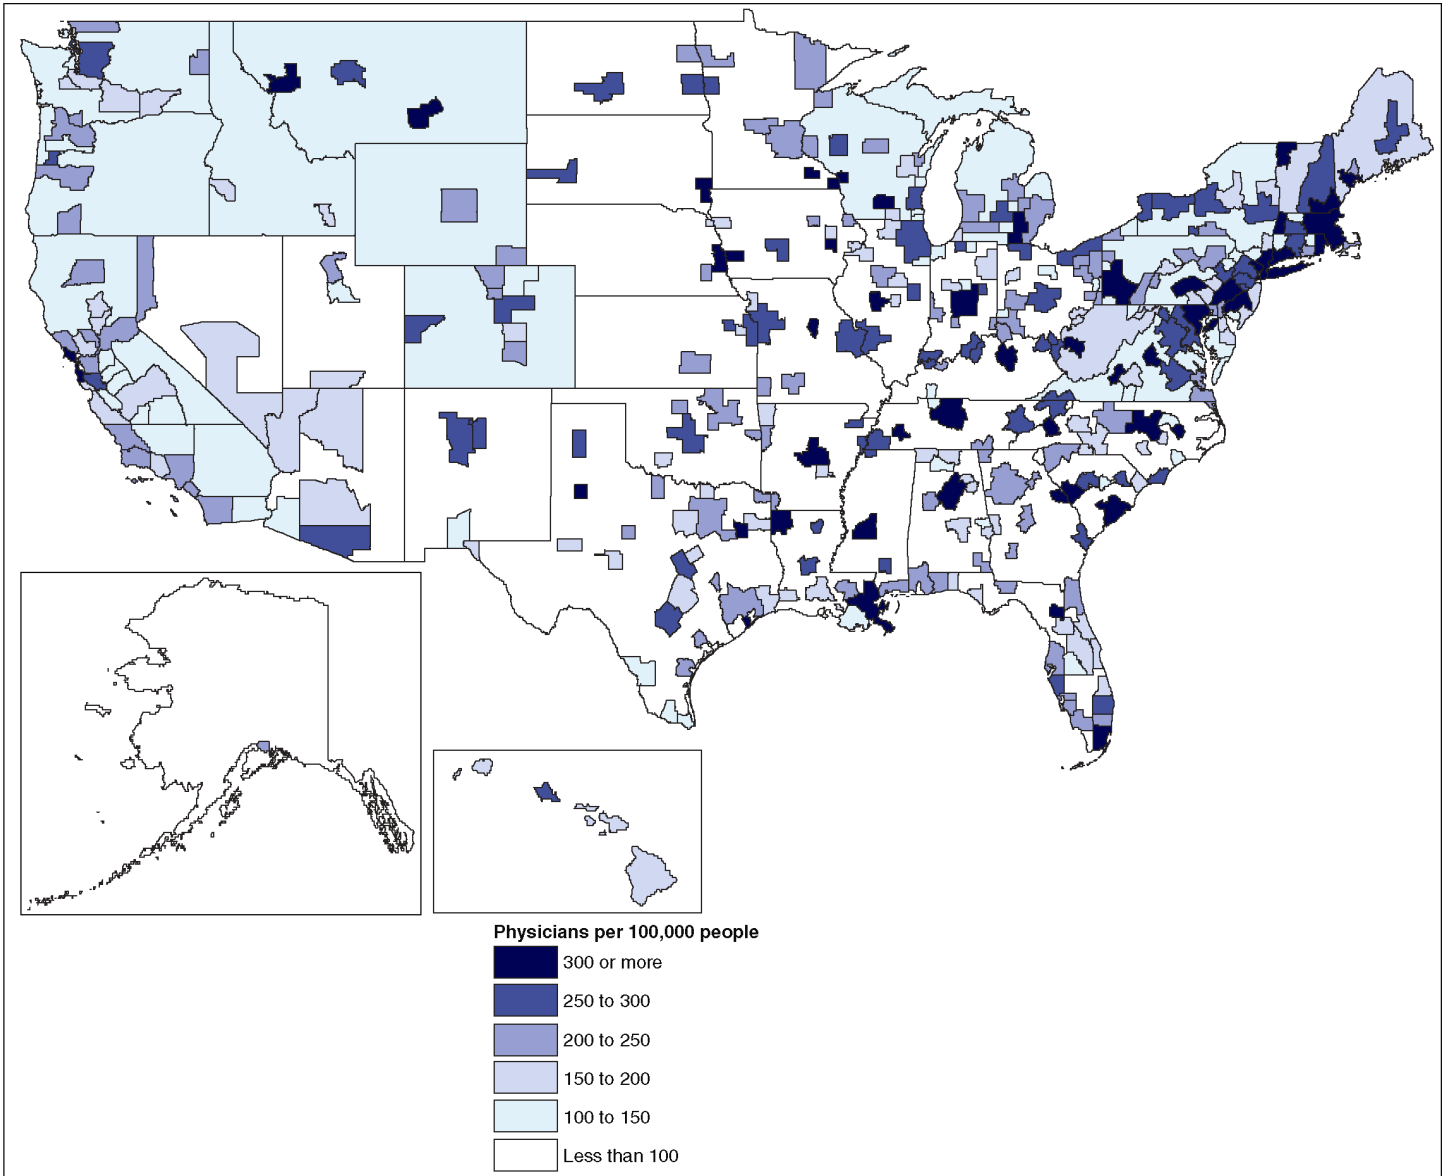 Physicians per 100,000 people
300 or more
250 to 300
200 to 250
150 to 200
100 to 150
Less than 100